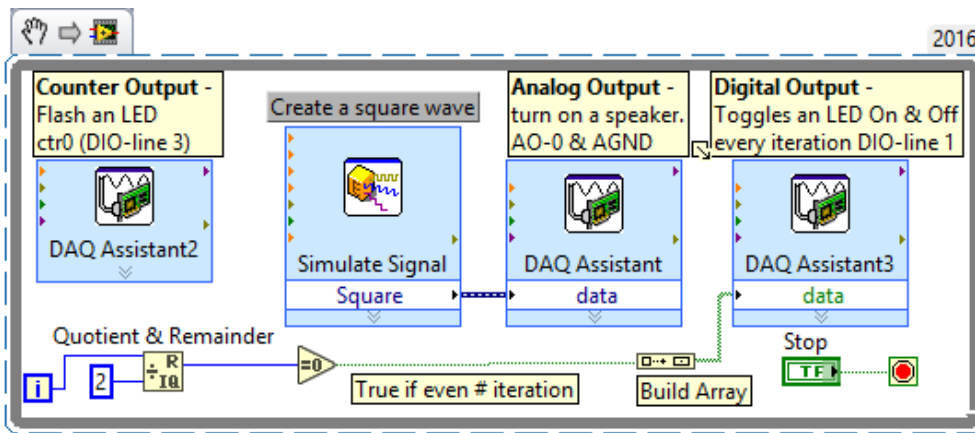 2016
Counter Output -
Flash an LED
ctr0 (DIO-line 3)
DAQ Assistant2
Create a square wave
Simulate Signal
Square
Analog Output -
turn on a speaker.
AO-0 & AGND
DAQ Assistant
data
Digital Output -
Toggles an LED On & Off
every iteration DIO-line 1
DAQ Assistant3
data
Quotient & Remainder
i
2
R
IQ
=0
True if even # iteration
Build Array
Stop
TF